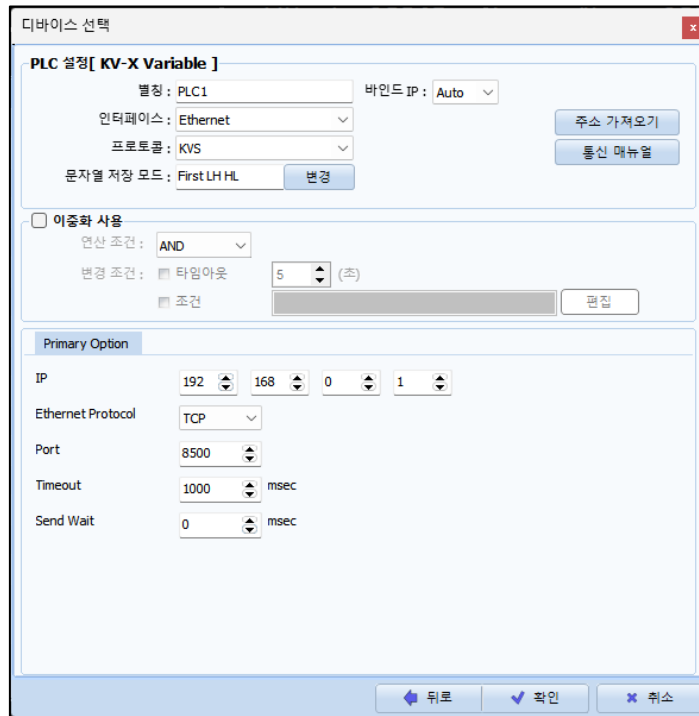 디바이스 선택
PLC 설정[ KV-X Variable ]
별칭 : PLC1 바인드 IP : Auto
인터페이스 : Ethernet 주소 가져오기
프로토콜 : KVS 통신 매뉴얼
문자열 저장 모드 : First LH HL 변경
이중화 사용
연산 조건 : AND
변경 조건 : 타임아웃 5 (초)
조건 편집
Primary Option
IP 192 168 0 1
Ethernet Protocol TCP
Port 8500
Timeout 1000 msec
Send Wait 0 msec
뒤로 확인 취소